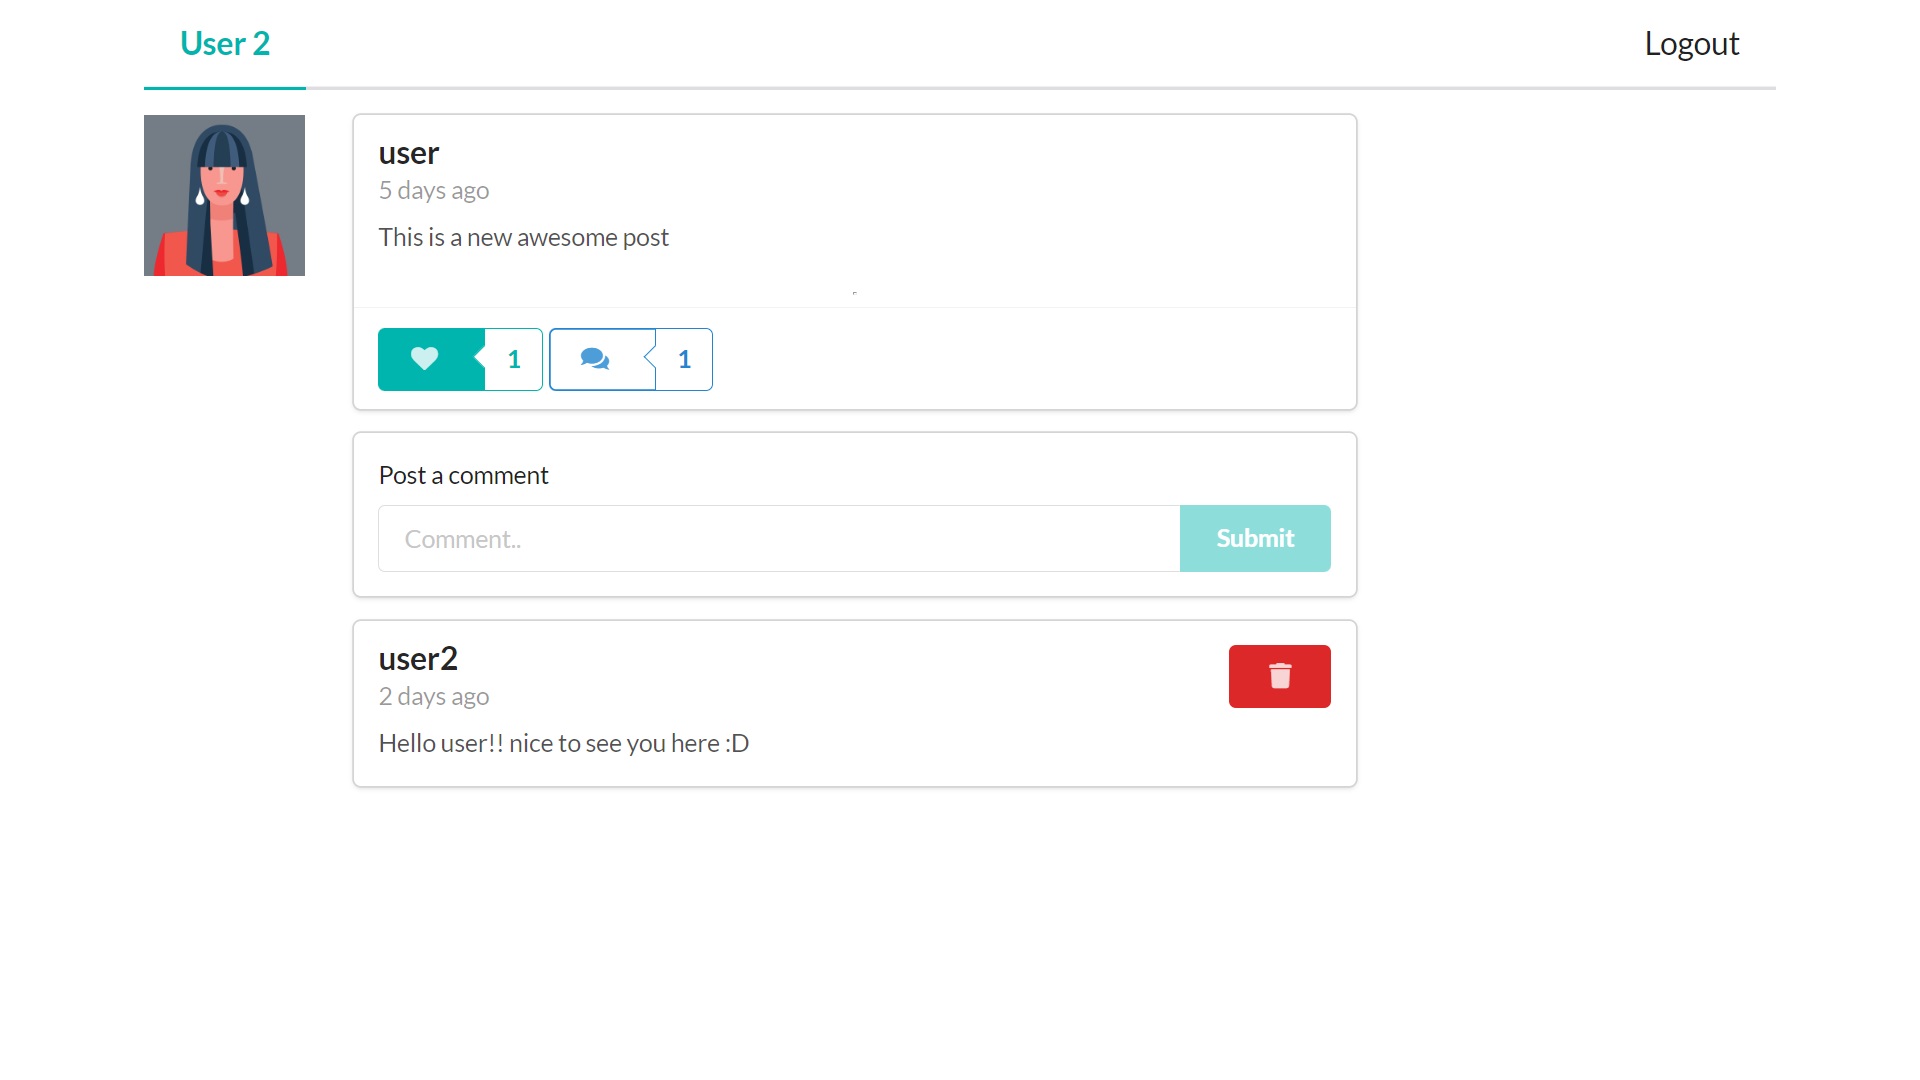 User 2
Logout
user
5 days ago
This is a new awesome post
1
1
Post a comment
Comment..
Submit
user2
2 days ago
Hello user!! nice to see you here :D